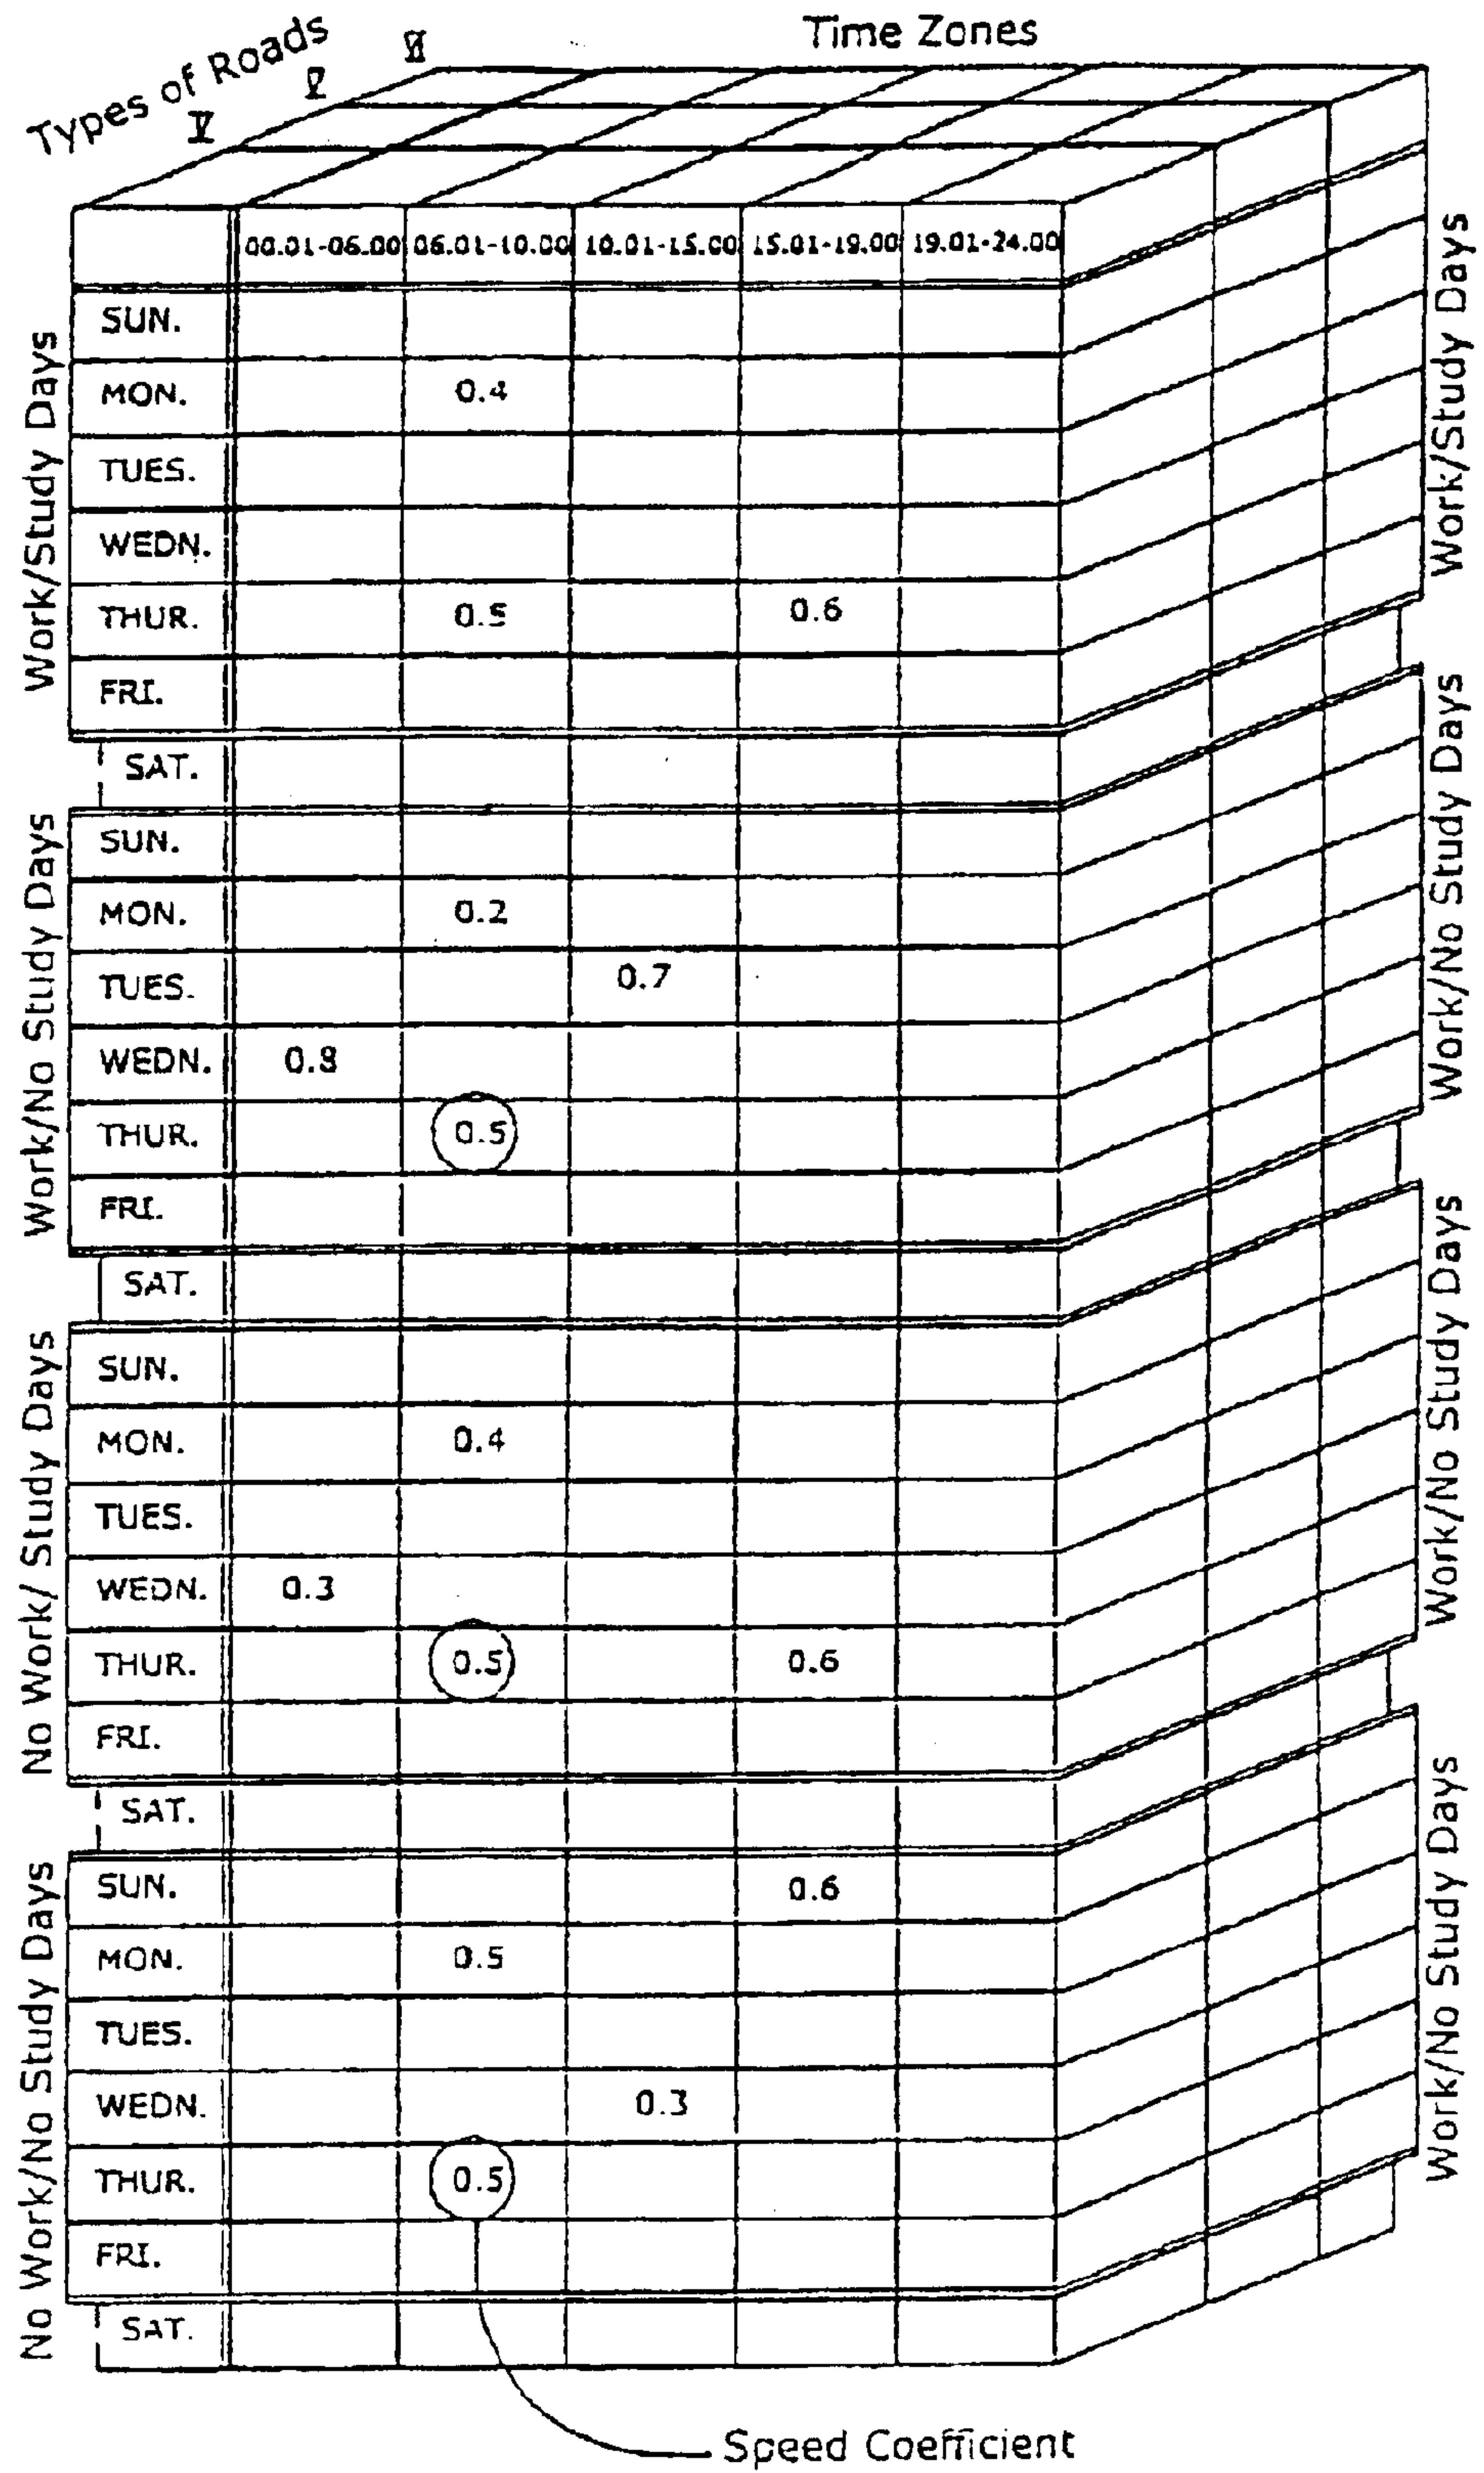 Time Zones
Types of Roads
IV
V
VI
00.01-06.00 06.01-10.00 10.01-15.00 15.01-19.00 19.01-24.00
Work/Study Days
SUN.
MON. 0.4
TUES.
WEDN.
THUR. 0.5 0.6
FRI.
SAT.
Work/Study Days
Work/No Study Days
SUN.
MON. 0.2
TUES. 0.7
WEDN. 0.8
THUR. 0.5
FRI.
SAT.
Work/No Study Days
No Work/ Study Days
SUN.
MON. 0.4
TUES.
WEDN. 0.3
THUR. 0.5 0.6
FRI.
SAT.
Work/No Study Days
No Work/No Study Days
SUN. 0.6
MON. 0.5
TUES.
WEDN. 0.3
THUR. 0.5
FRI.
SAT.
Work/No Study Days
Speed Coefficient